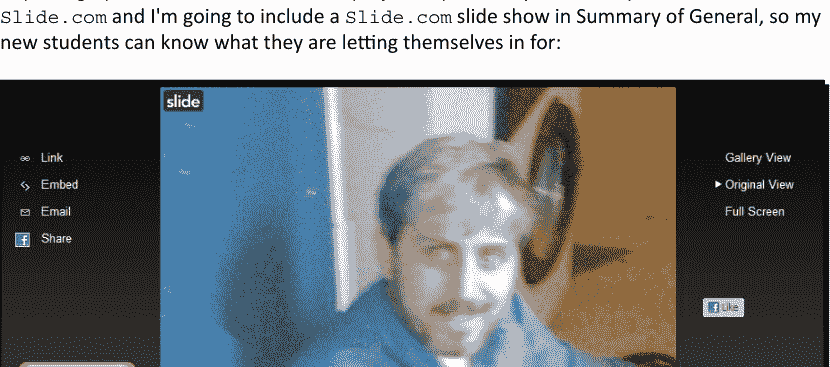 Slide.com and I'm going to include a Slide.com slide show in Summary of General, so my
new students can know what they are letting themselves in for:
slide
Link
Embed
Email
Share
Gallery View
Original View
Full Screen
Like